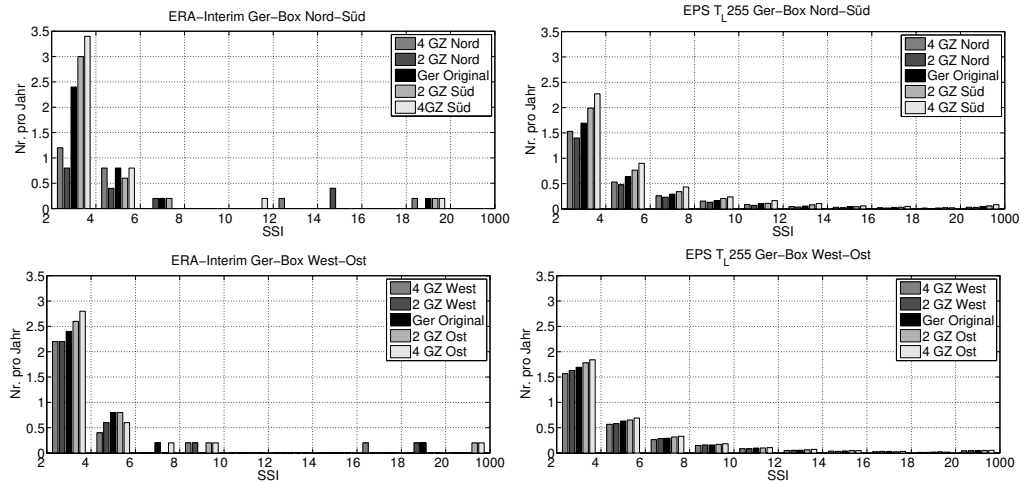 ERA−Interim Ger−Box Nord−Süd
3.5
3
2.5
2
1.5
1
0.5
0
Nr. pro Jahr
4 GZ Nord
2 GZ Nord
Ger Original
2 GZ Süd
4GZ Süd
2 4 6 8 10 12 14 16 18 20 1000
SSI
EPS T_L255 Ger−Box Nord−Süd
3.5
3
2.5
2
1.5
1
0.5
0
Nr. pro Jahr
4 GZ Nord
2 GZ Nord
Ger Original
2 GZ Süd
4 GZ Süd
2 4 6 8 10 12 14 16 18 20 1000
SSI
ERA−Interim Ger−Box West−Ost
3.5
3
2.5
2
1.5
1
0.5
0
Nr. pro Jahr
4 GZ West
2 GZ West
Ger Original
2 GZ Ost
4 GZ Ost
2 4 6 8 10 12 14 16 18 20 1000
SSI
EPS T_L255 Ger−Box West−Ost
3.5
3
2.5
2
1.5
1
0.5
0
Nr. pro Jahr
4 GZ West
2 GZ West
Ger Original
2 GZ Ost
4 GZ Ost
2 4 6 8 10 12 14 16 18 20 1000
SSI